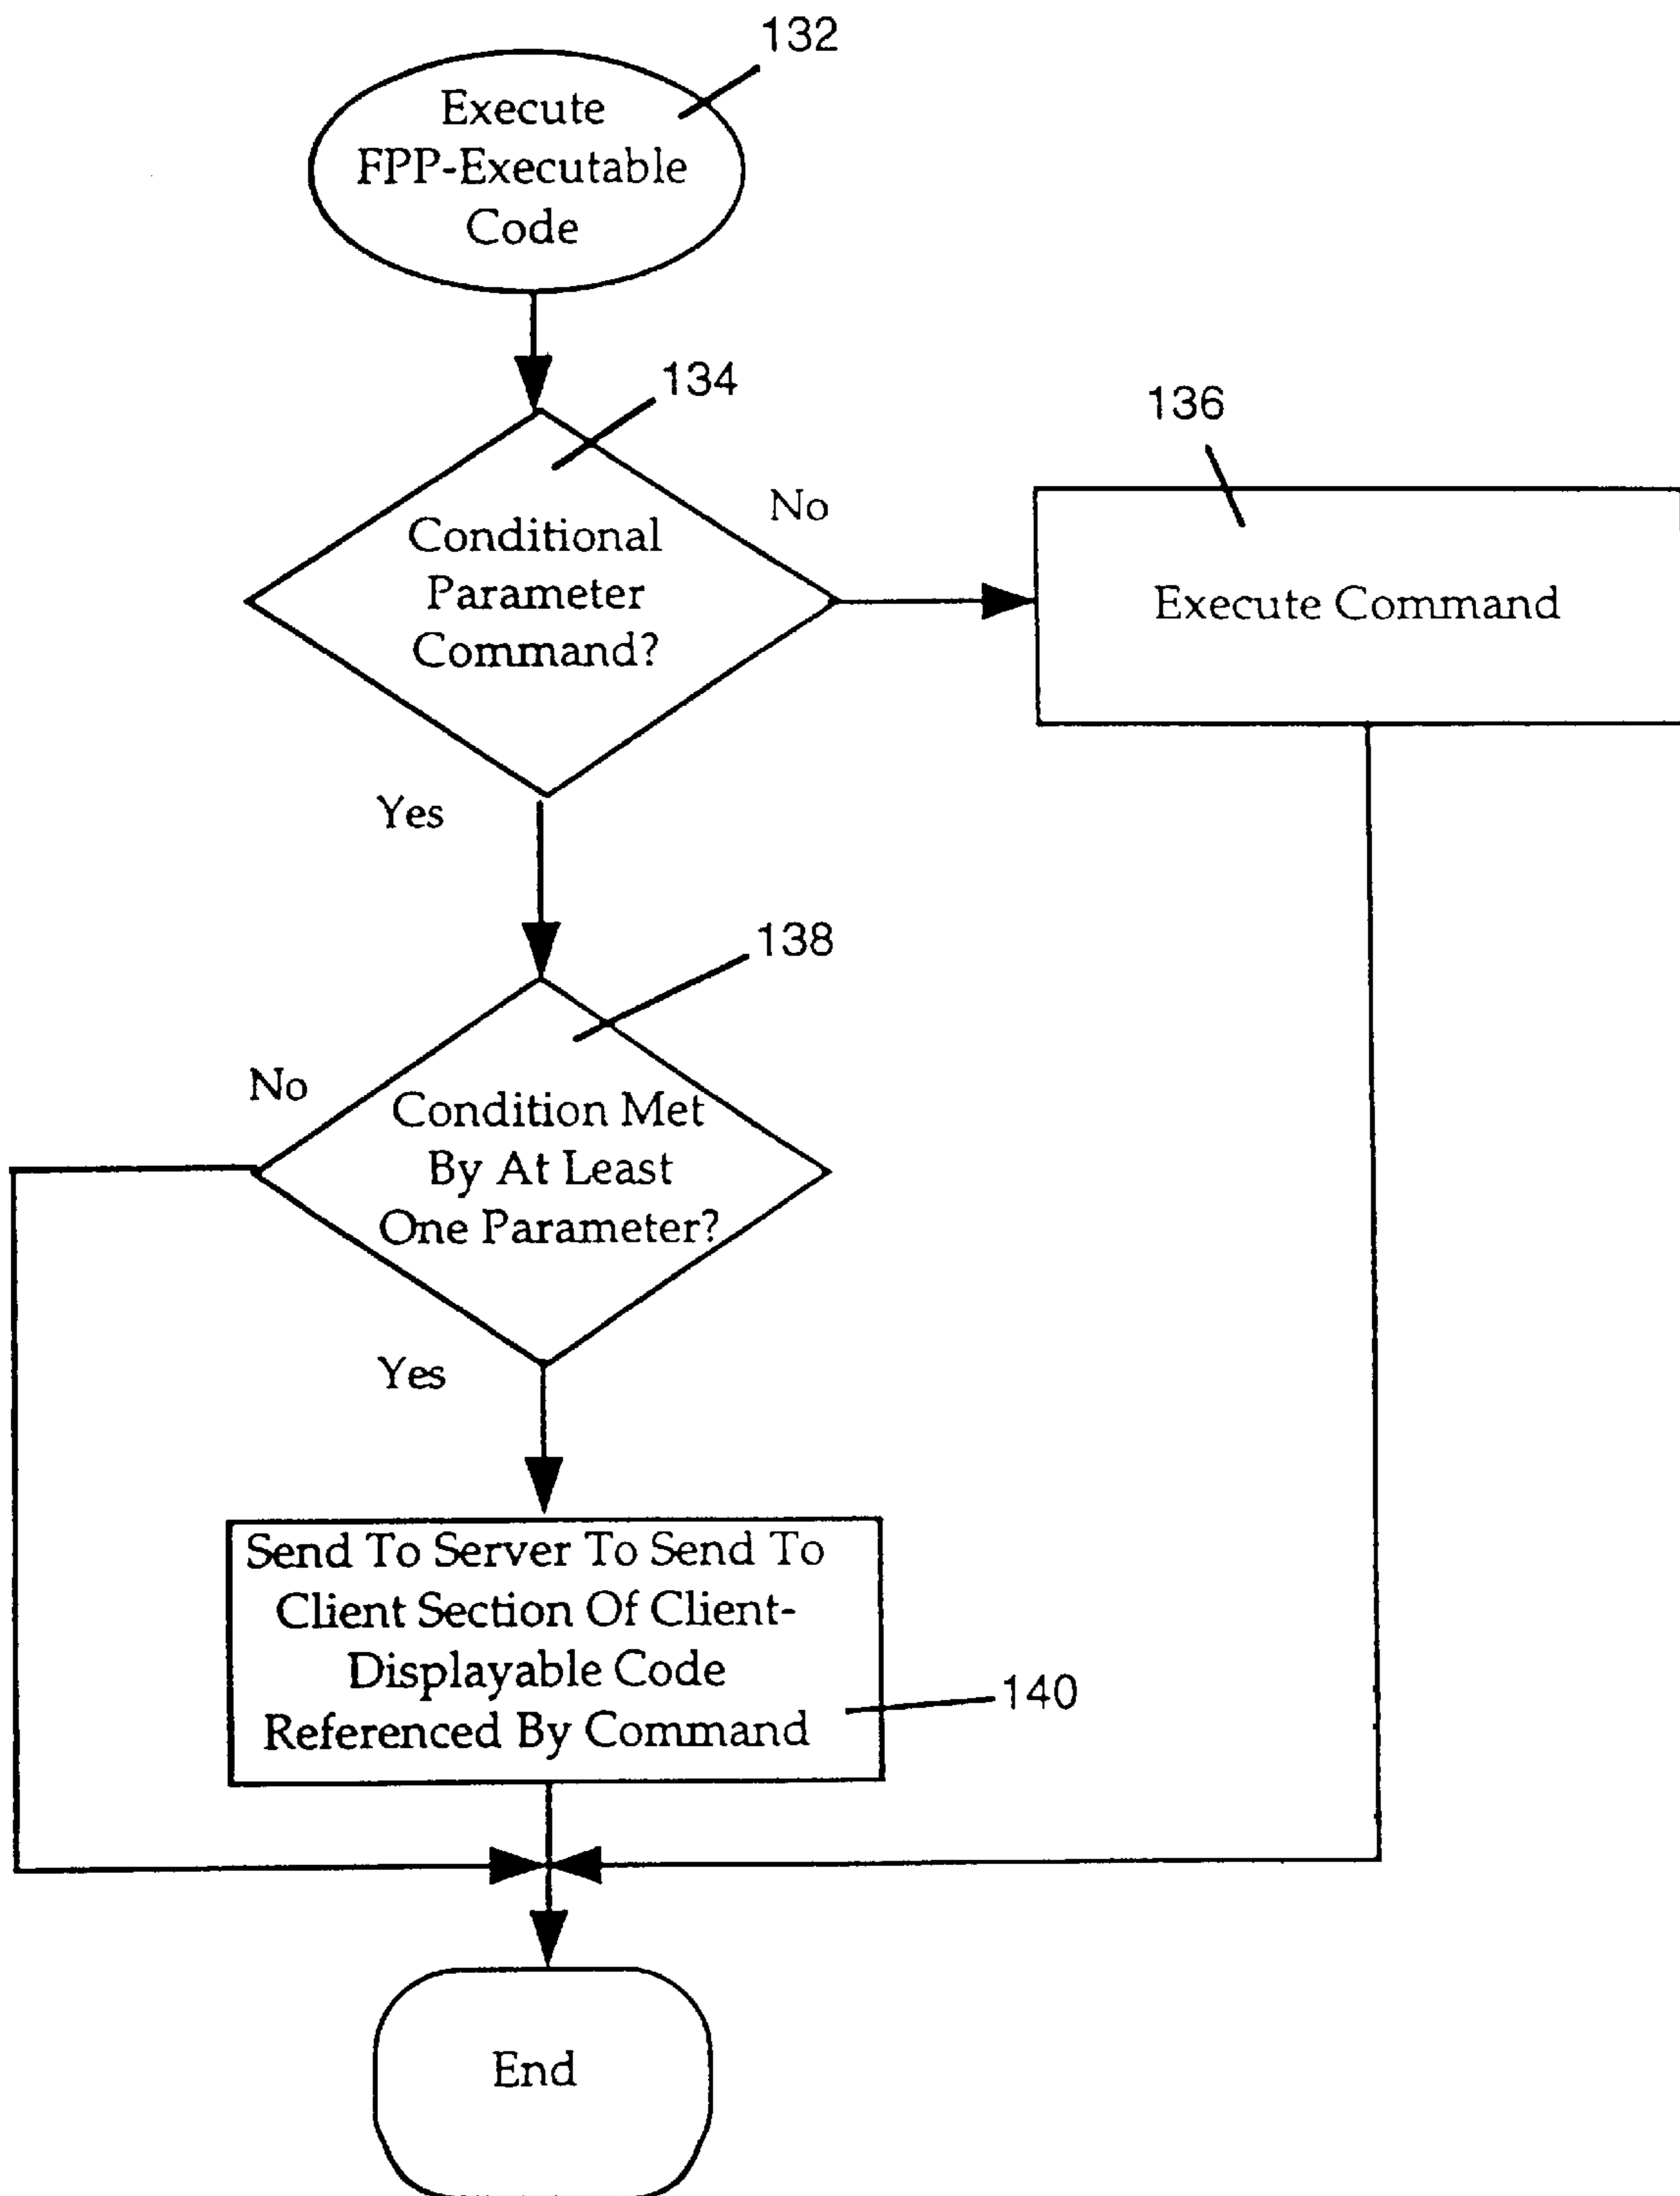 132
Execute
FPP-Executable
Code
134
136
No
Conditional
Parameter
Command?
Execute Command
Yes
138
No
Condition Met
By At Least
One Parameter?
Yes
Send To Server To Send To
Client Section Of Client-
Displayable Code
Referenced By Command
140
End